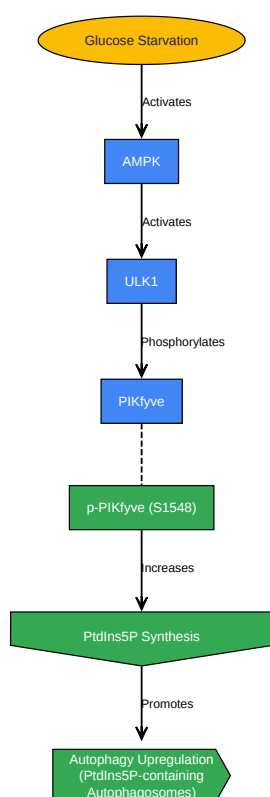 Glucose Starvation
Activates
AMPK
Activates
ULK1
Phosphorylates
PIKfyve
p-PIKfyve (S1548)
Increases
PtdIns5P Synthesis
Promotes
Autophagy Upregulation
(PtdIns5P-containing
Autophagosomes)